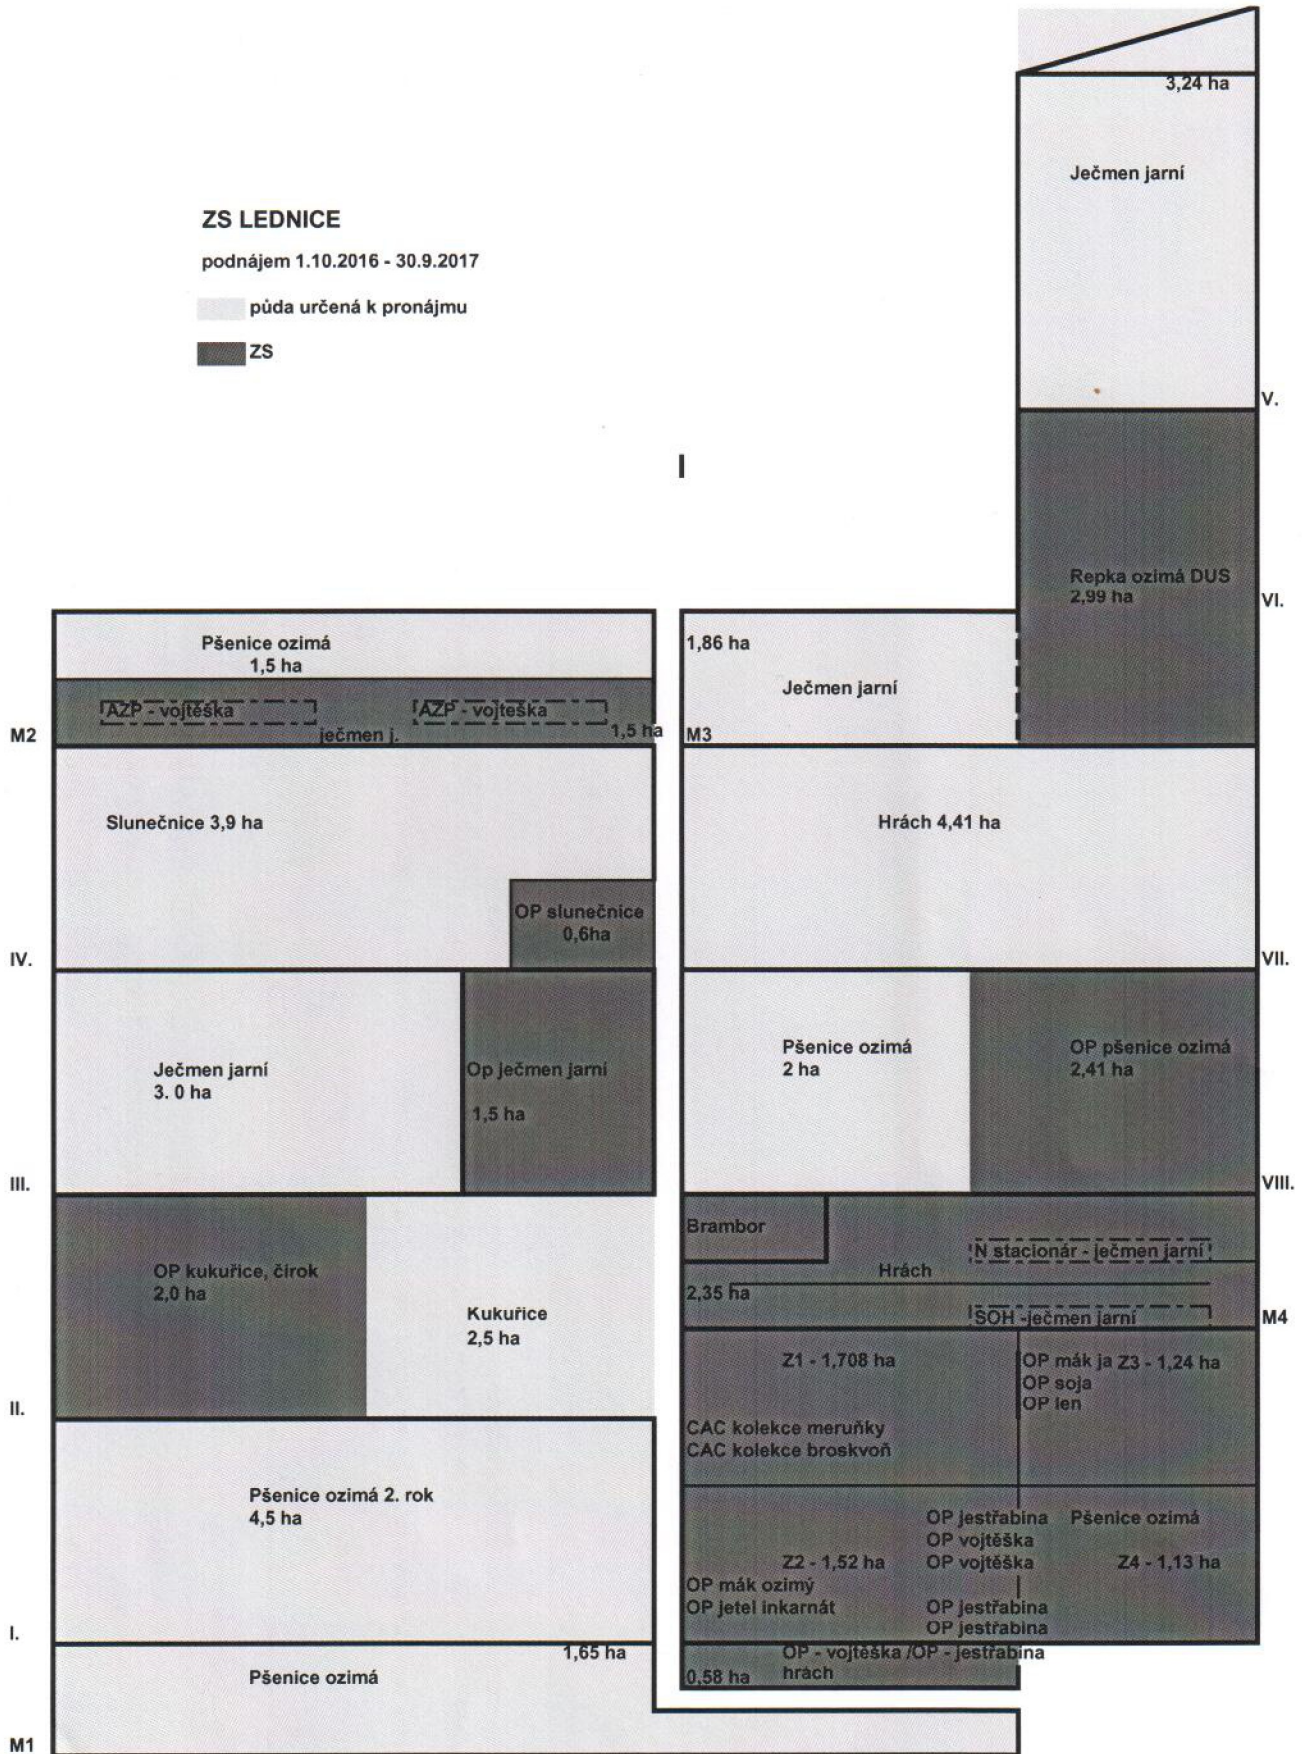 3,24 ha
Ječmen jarní
ZS LEDNICE
podnájem 1.10.2016 - 30.9.2017
půda určená k pronájmu
ZS
V.
Repka ozimá DUS
2,99 ha
VI.
Pšenice ozimá
1,5 ha
AZP - vojtěška
AZP - vojteška
ječmen j.
1,5 ha
M2
1,86 ha
Ječmen jarní
M3
Slunečnice 3,9 ha
OP slunečnice
0,6ha
IV.
Hrách 4,41 ha
VII.
Ječmen jarní
3. 0 ha
Op ječmen jarní
1,5 ha
III.
Pšenice ozimá
2 ha
OP pšenice ozimá
2,41 ha
VIII.
OP kukuřice, čirok
2,0 ha
Kukuřice
2,5 ha
II.
Brambor
N stacionár - ječmen jarní
Hrách
2,35 ha
SOH -ječmen jarní
M4
Z1 - 1,708 ha
CAC kolekce meruňky
CAC kolekce broskvoň
OP mák ja Z3 - 1,24 ha
OP soja
OP len
Pšenice ozimá 2. rok
4,5 ha
I.
OP jestřabina
OP vojtěška
Z2 - 1,52 ha
OP vojtěška
OP mák ozimý
OP jetel inkarnát
OP jestřabina
OP jestřabina
Pšenice ozimá
Z4 - 1,13 ha
1,65 ha
Pšenice ozimá
M1
OP - vojtěška /OP - jestřabina
hrách
0,58 ha